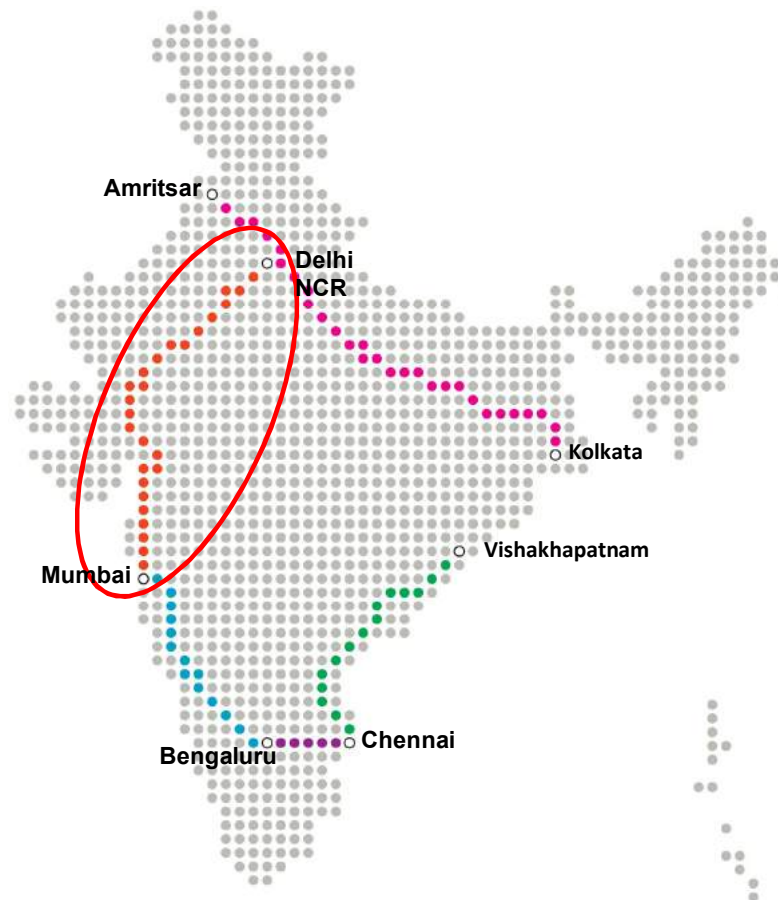 Amritsar
Delhi
NCR
Kolkata
Vishakhapatnam
Mumbai
Chennai
Bengaluru